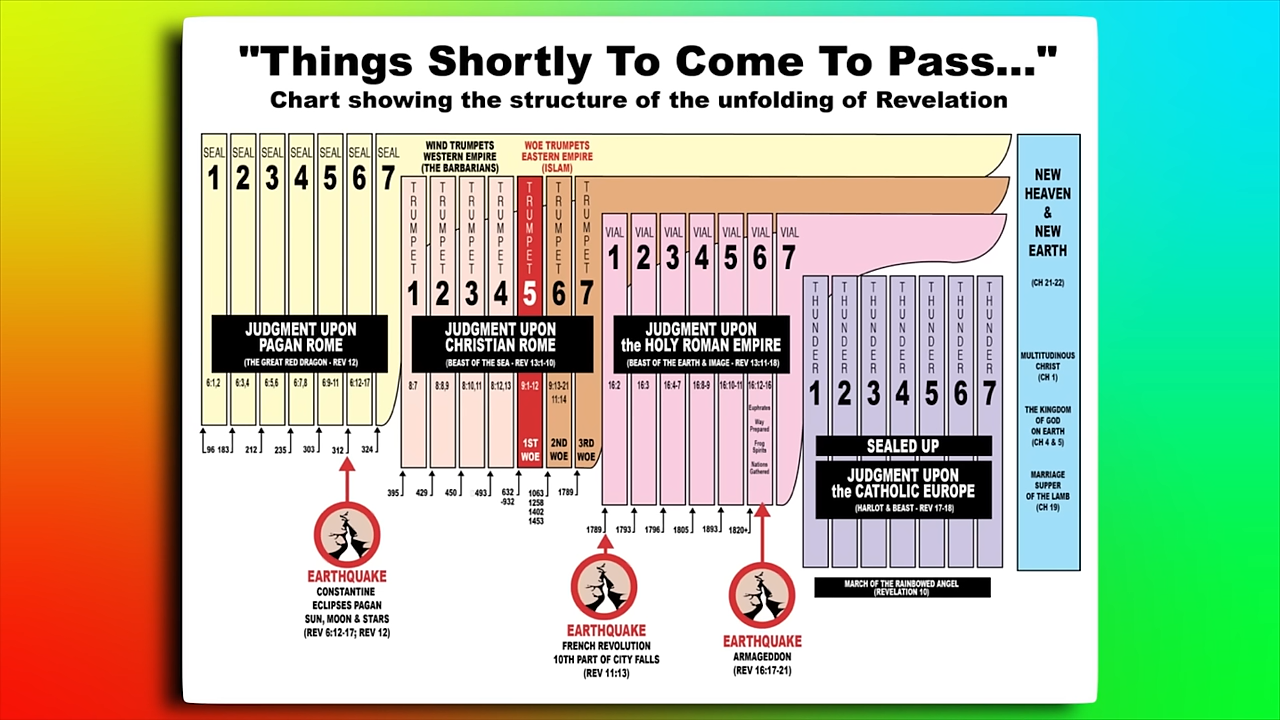 "Things Shortly To Come To Pass..."
Chart showing the structure of the unfolding of Revelation
SEAL 1
SEAL 2
SEAL 3
SEAL 4
SEAL 5
SEAL 6
SEAL 7
JUDGMENT UPON
PAGAN ROME
(THE GREAT RED DRAGON - REV 12)
6:1,2
6:3,4
6:5,6
6:7,8
6:9-11
6:12-17
96
183
212
235
303
312
324
EARTHQUAKE
CONSTANTINE
ECLIPSES PAGAN
SUN, MOON & STARS
(REV 6:12-17; REV 12)
WIND TRUMPETS
WESTERN EMPIRE
(THE BARBARIANS)
WOE TRUMPETS
EASTERN EMPIRE
(ISLAM)
TRUMPET 1
TRUMPET 2
TRUMPET 3
TRUMPET 4
TRUMPET 5
TRUMPET 6
TRUMPET 7
JUDGMENT UPON
CHRISTIAN ROME
(BEAST OF THE SEA - REV 13:1-10)
8:7
8:8,9
8:10,11
8:12,13
9:1-12
9:13-21
11:14
1ST
WOE
2ND
WOE
3RD
WOE
395
429
450
493
632
-932
1063
1258
1402
1453
1789
VIAL 1
VIAL 2
VIAL 3
VIAL 4
VIAL 5
VIAL 6
VIAL 7
JUDGMENT UPON
the HOLY ROMAN EMPIRE
(BEAST OF THE EARTH & IMAGE - REV 13:11-18)
16:2
16:3
16:4-7
16:8-9
16:10-11
16:12-16
Euphrates
Way
Prepared
Frog
Spirits
Nations
Gathered
1789
1793
1796
1805
1893
1820+
EARTHQUAKE
FRENCH REVOLUTION
10TH PART OF CITY FALLS
(REV 11:13)
EARTHQUAKE
ARMAGEDDON
(REV 16:17-21)
THUNDER 1
THUNDER 2
THUNDER 3
THUNDER 4
THUNDER 5
THUNDER 6
THUNDER 7
SEALED UP
JUDGMENT UPON
the CATHOLIC EUROPE
(HARLOT & BEAST - REV 17-18)
MARCH OF THE RAINBOWED ANGEL
(REVELATION 10)
NEW
HEAVEN
&
NEW
EARTH
(CH 21-22)
MULTITUDINOUS
CHRIST
(CH 1)
THE KINGDOM
OF GOD
ON EARTH
(CH 4 & 5)
MARRIAGE
SUPPER
OF THE LAMB
(CH 19)